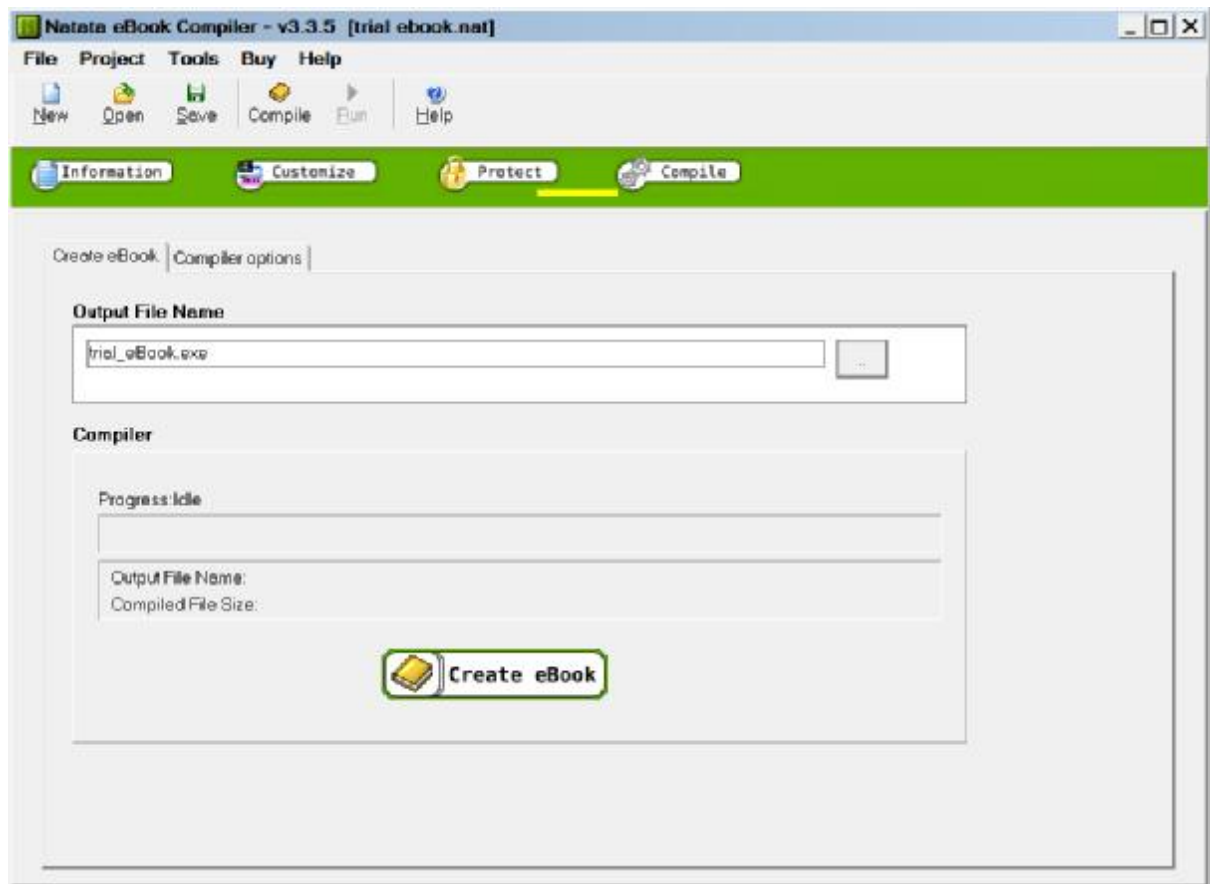 Natata eBook Compiler - v3.3.5 [trial ebook.nat]
File Project Tools Buy Help
New Open Save Compile Run Help
Information Customize Protect Compile
Create eBook Compiler options
Output File Name
trial_eBook.exe ..
Compiler
Progress:Idle
Output File Name:
Compiled File Size:
Create eBook